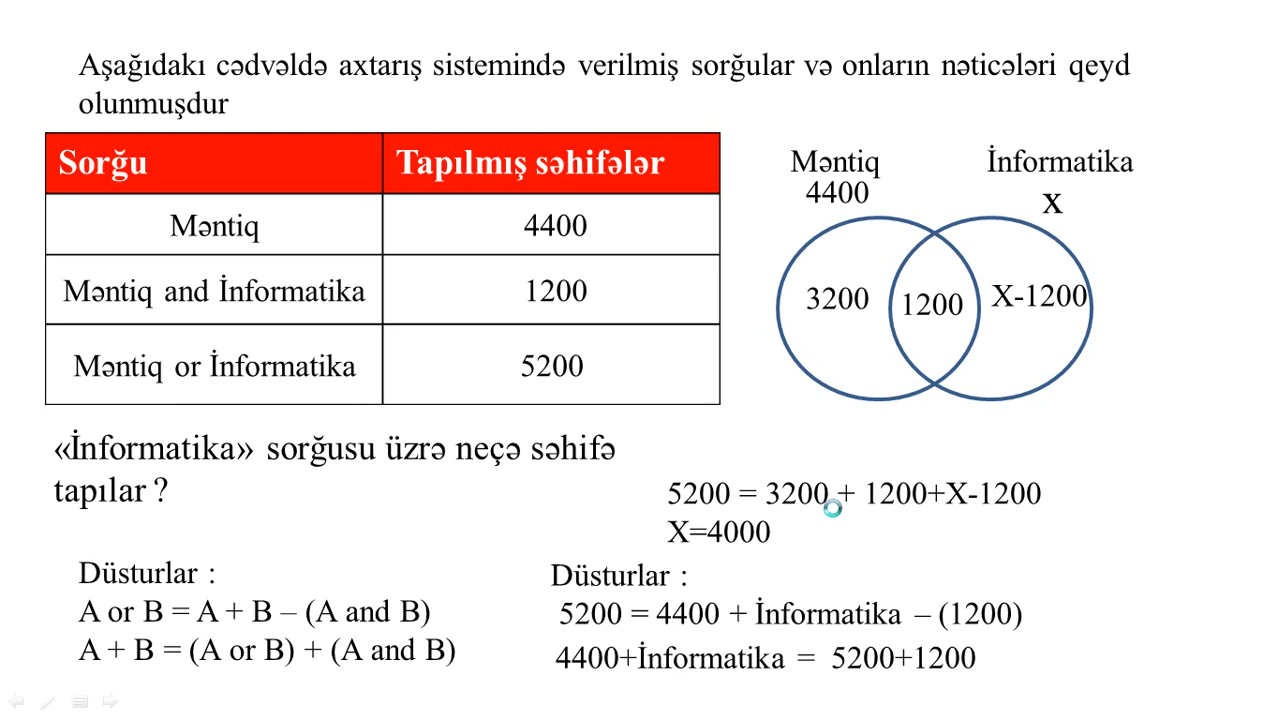 Aşağıdakı cədvəldə axtarış sistemində verilmiş sorğular və onların nəticələri qeyd
olunmuşdur
Sorğu Tapılmış səhifələr
Məntiq 4400
Məntiq and İnformatika 1200
Məntiq or İnformatika 5200
Məntiq
4400
İnformatika
X
3200 1200 X-1200
«İnformatika» sorğusu üzrə neçə səhifə
tapılar ?
5200 = 3200 + 1200+X-1200
X=4000
Düsturlar :
A or B = A + B – (A and B)
A + B = (A or B) + (A and B)
Düsturlar :
5200 = 4400 + İnformatika – (1200)
4400+İnformatika = 5200+1200